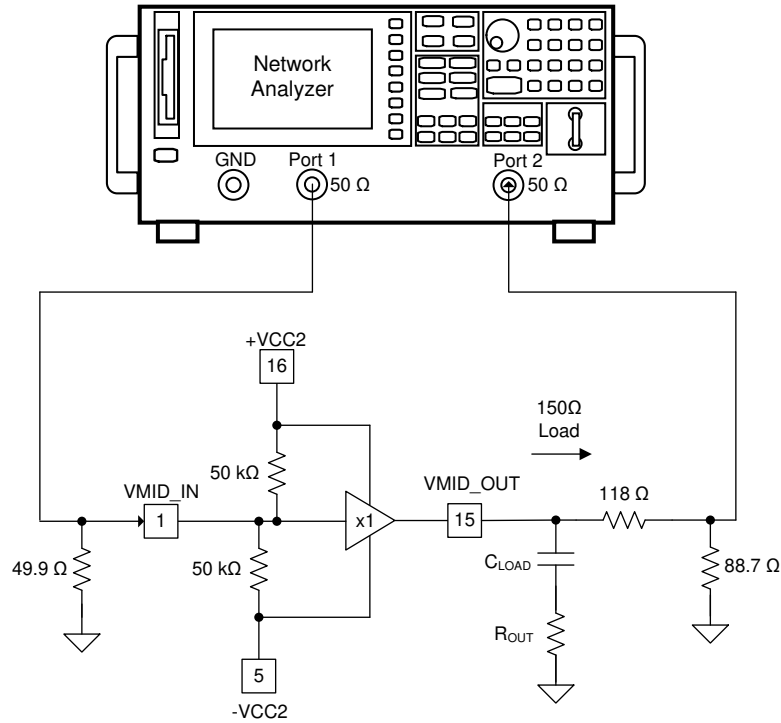 Network
Analyzer
GND
Port 1
50 Ω
Port 2
50 Ω
+VCC2
16
50 kΩ
150Ω
Load
VMID_IN
1
x1
VMID_OUT
15
118 Ω
49.9 Ω
50 kΩ
CLOAD
88.7 Ω
ROUT
5
-VCC2